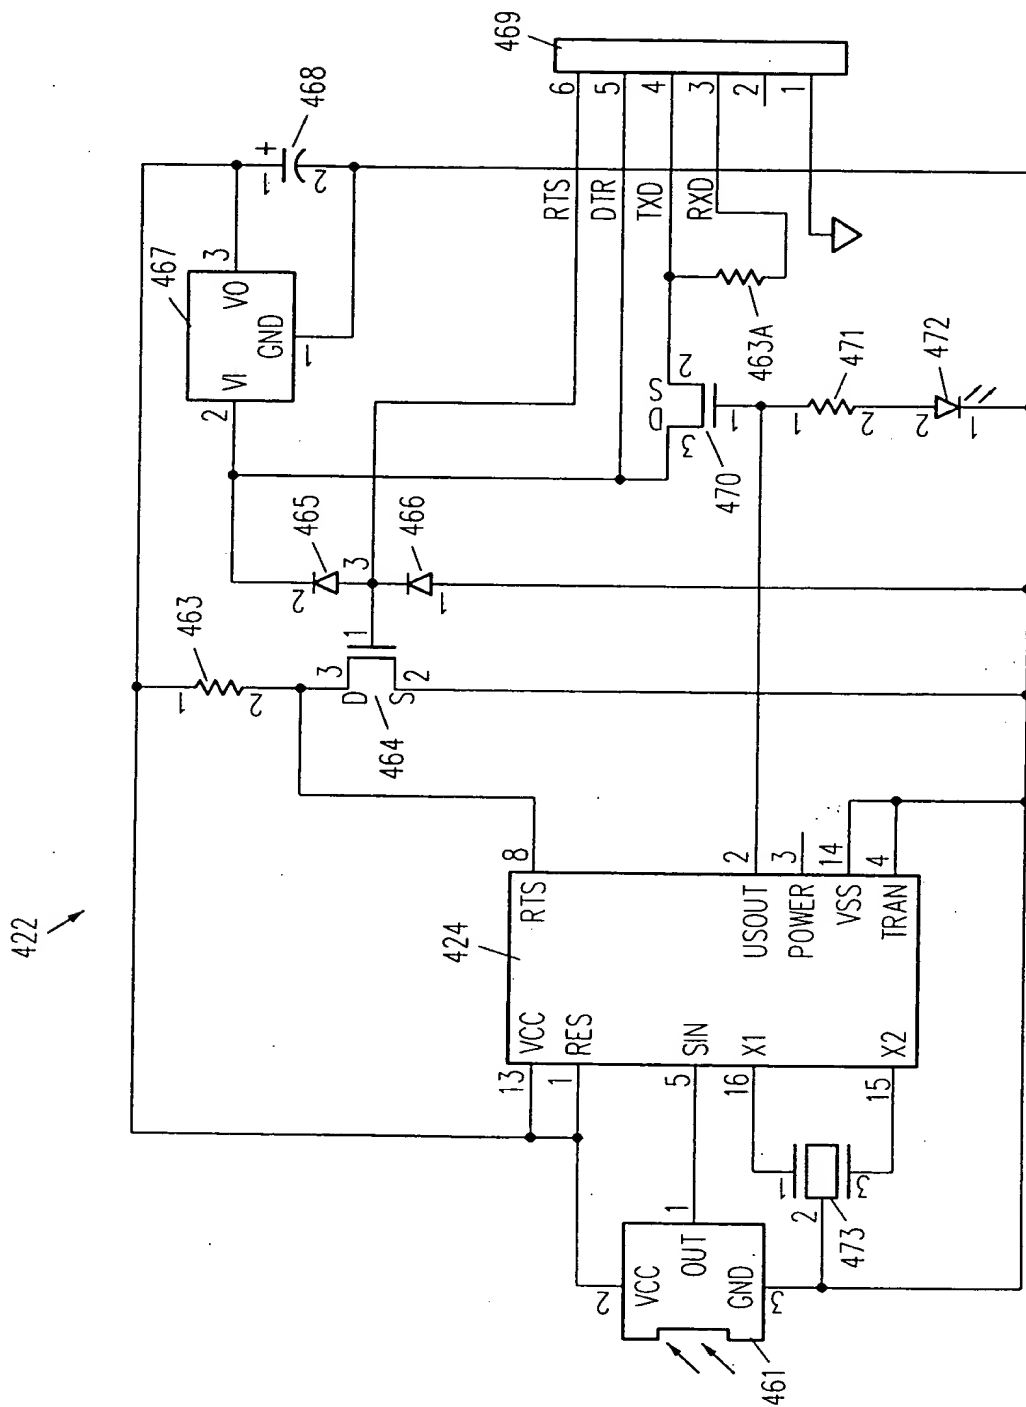 422
461
2
VCC
OUT
1
GND
3
473
1
2
3
424
13
VCC
1
RES
5
SIN
16
X1
15
X2
8
RTS
2
USOUT
3
POWER
14
VSS
4
TRAN
463
1
2
464
3
D
1
S
2
465
2
3
466
1
467
2
VI
VO
3
GND
1
468
1
+
2
RTS
DTR
TXD
RXD
469
6
5
4
3
2
1
463A
470
D
S
3
2
1
471
1
2
472
2
1